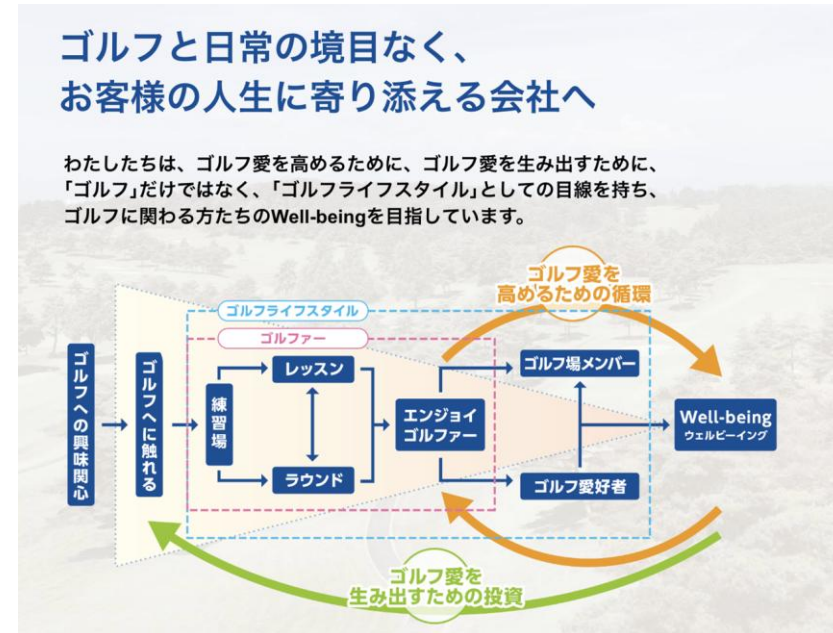 ゴルフと日常の境目なく、
お客様の人生に寄り添える会社へ
わたしたちは、ゴルフ愛を高めるために、ゴルフ愛を生み出すために、
「ゴルフ」だけではなく、「ゴルフライフスタイル」としての目線を持ち、
ゴルフに関わる方たちのWell-beingを目指しています。
ゴルフ愛を
高めるための循環
ゴルフライフスタイル
ゴルファー
ゴルフへの興味関心
ゴルフへに触れる
練習場
レッスン
ラウンド
エンジョイ
ゴルファー
ゴルフ場メンバー
ゴルフ愛好者
Well-being
ウェルビーイング
ゴルフ愛を
生み出すための投資